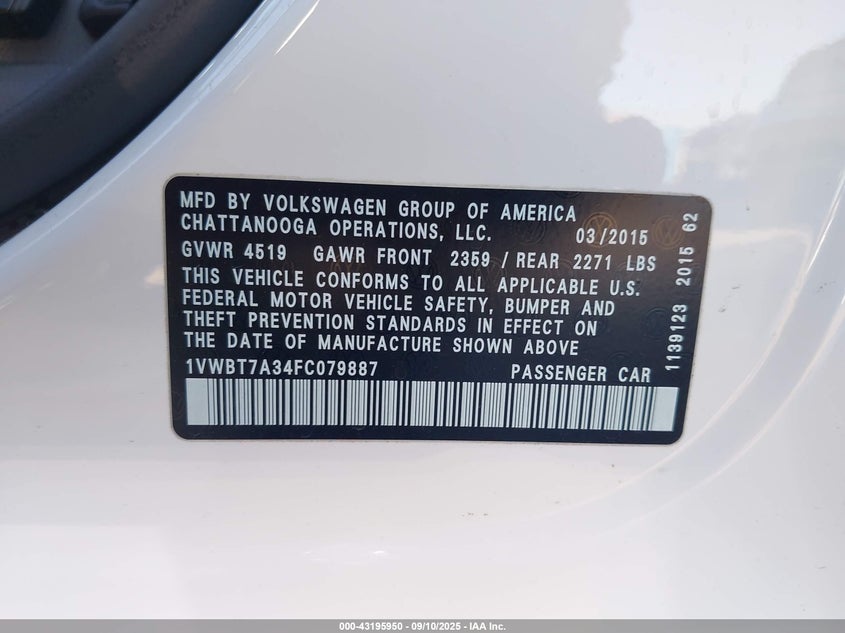 MFD BY VOLKSWAGEN GROUP OF AMERICA
CHATTANOOGA OPERATIONS, LLC. 03/2015
GVWR 4519 GAWR FRONT 2359 / REAR 2271 LBS
THIS VEHICLE CONFORMS TO ALL APPLICABLE U.S.
FEDERAL MOTOR VEHICLE SAFETY, BUMPER AND
THEFT PREVENTION STANDARDS IN EFFECT ON
THE DATE OF MANUFACTURE SHOWN ABOVE
1VWBT7A34FC079887 PASSENGER CAR
1139123 2015 62
000-43195950 - 09/10/2025 - IAA Inc.